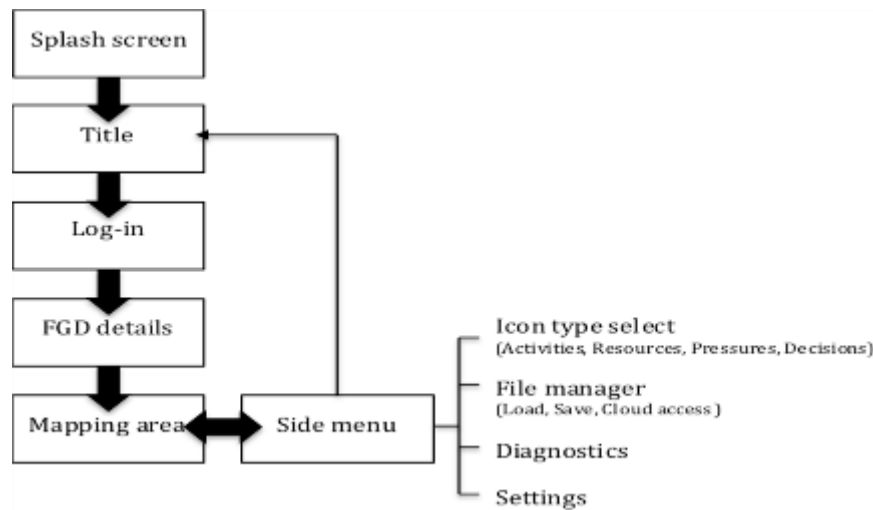 Splash screen
Title
Log-in
FGD details
Mapping area
Side menu
Icon type select
(Activities, Resources, Pressures, Decisions)
File manager
(Load, Save, Cloud access )
Diagnostics
Settings